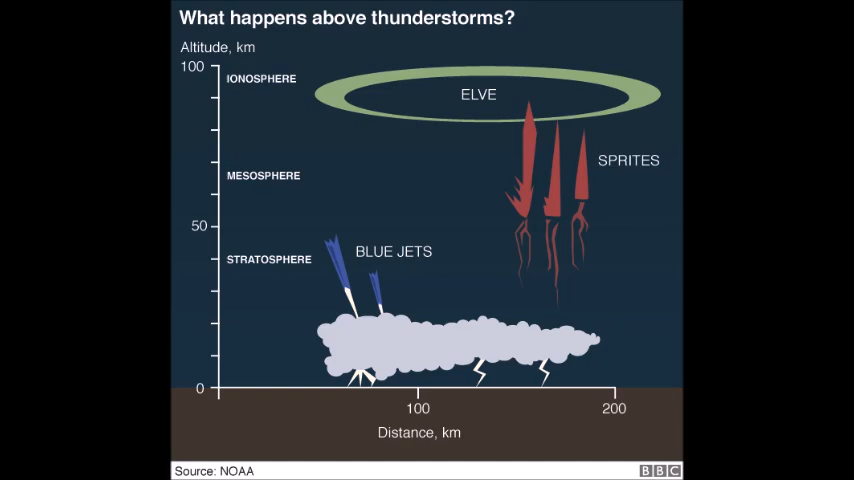 What happens above thunderstorms?
Altitude, km
100
IONOSPHERE
ELVE
SPRITES
MESOSPHERE
50
BLUE JETS
STRATOSPHERE
0
100
200
Distance, km
Source: NOAA
BBC